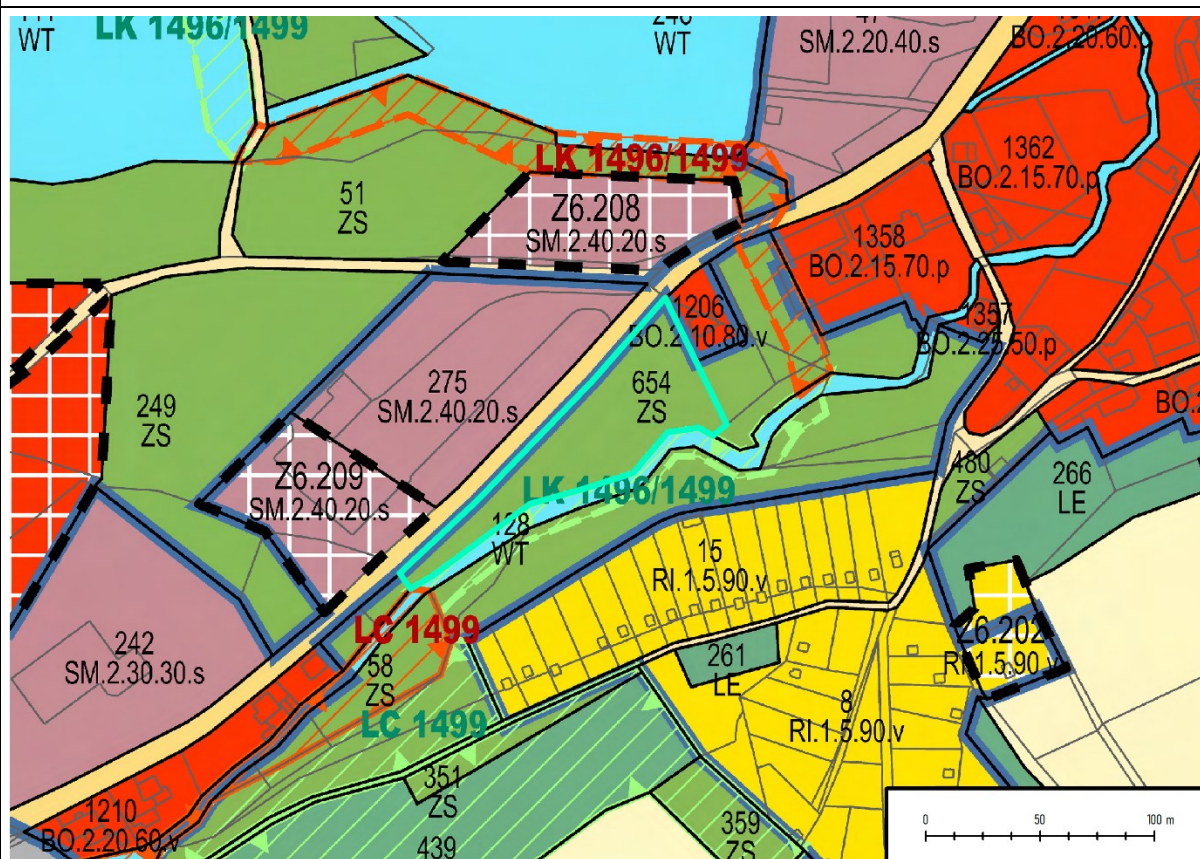 LK 1496/1499
WT
WT
SM.2.20.40.s
BO.2.20.60.
LK 1496/1499
1362
BO.2.15.70.p
51
ZS
Z6.208
SM.2.40.20.s
1358
BO.2.15.70.p
1206
BO.2.10.80.v
1357
BO.2.25.50.p
275
SM.2.40.20.s
654
ZS
249
ZS
BO.2
Z6.209
SM.2.40.20.s
LK 1496/1499
480
ZS
266
LE
128
WT
15
RI.1.5.90.v
242
SM.2.30.30.s
LC 1499
58
ZS
261
LE
Z6.202
RI.1.5.90.v
8
RI.1.5.90.v
LC 1499
351
ZS
1210
BO.2.20.60.v
439
359
ZS
0 50 100 m